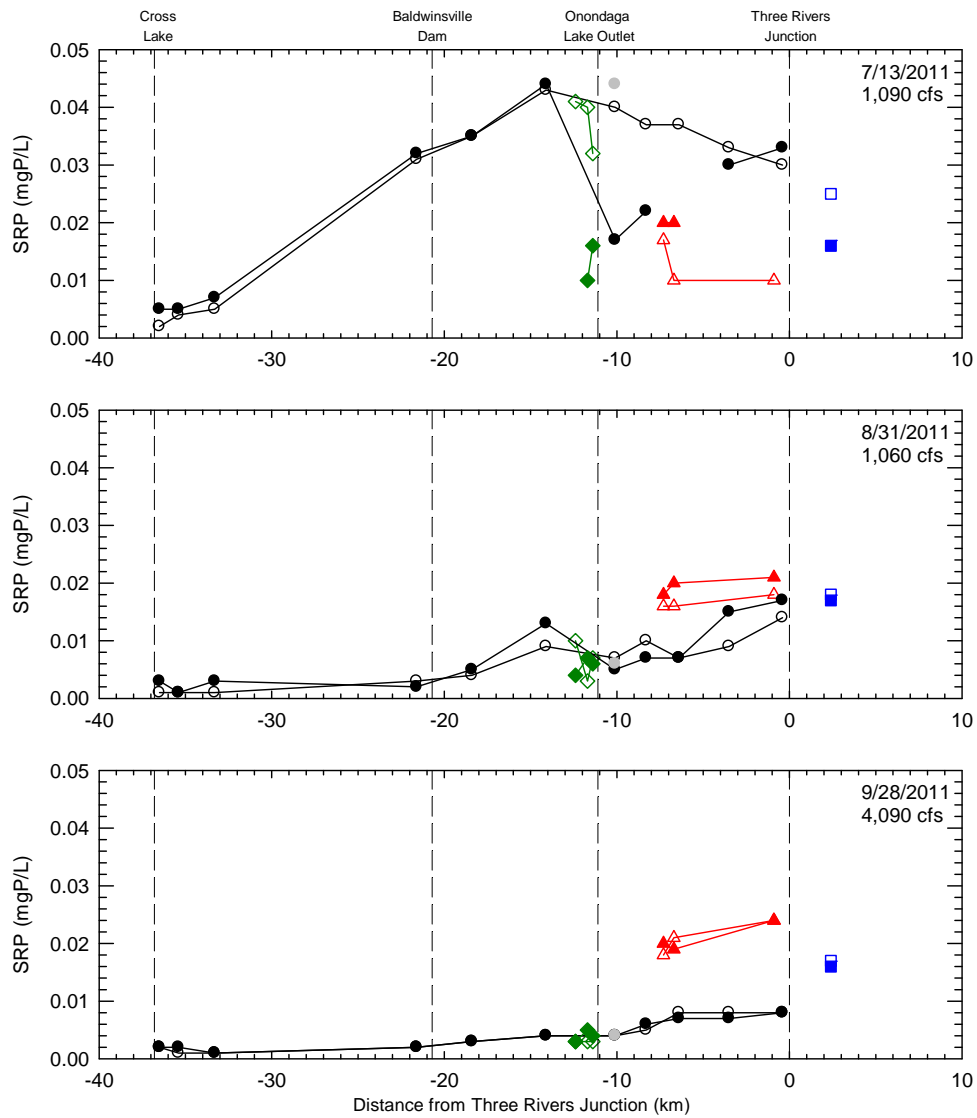 Cross Baldwinsville Onondaga Three Rivers
Lake Dam Lake Outlet Junction
0.05
7/13/2011
1,090 cfs
0.04
0.03
SRP (mgP/L)
0.02
0.01
0.00
-40 -30 -20 -10 0 10
0.05
8/31/2011
1,060 cfs
0.04
0.03
SRP (mgP/L)
0.02
0.01
0.00
-40 -30 -20 -10 0 10
0.05
9/28/2011
4,090 cfs
0.04
0.03
SRP (mgP/L)
0.02
0.01
0.00
-40 -30 -20 -10 0 10
Distance from Three Rivers Junction (km)